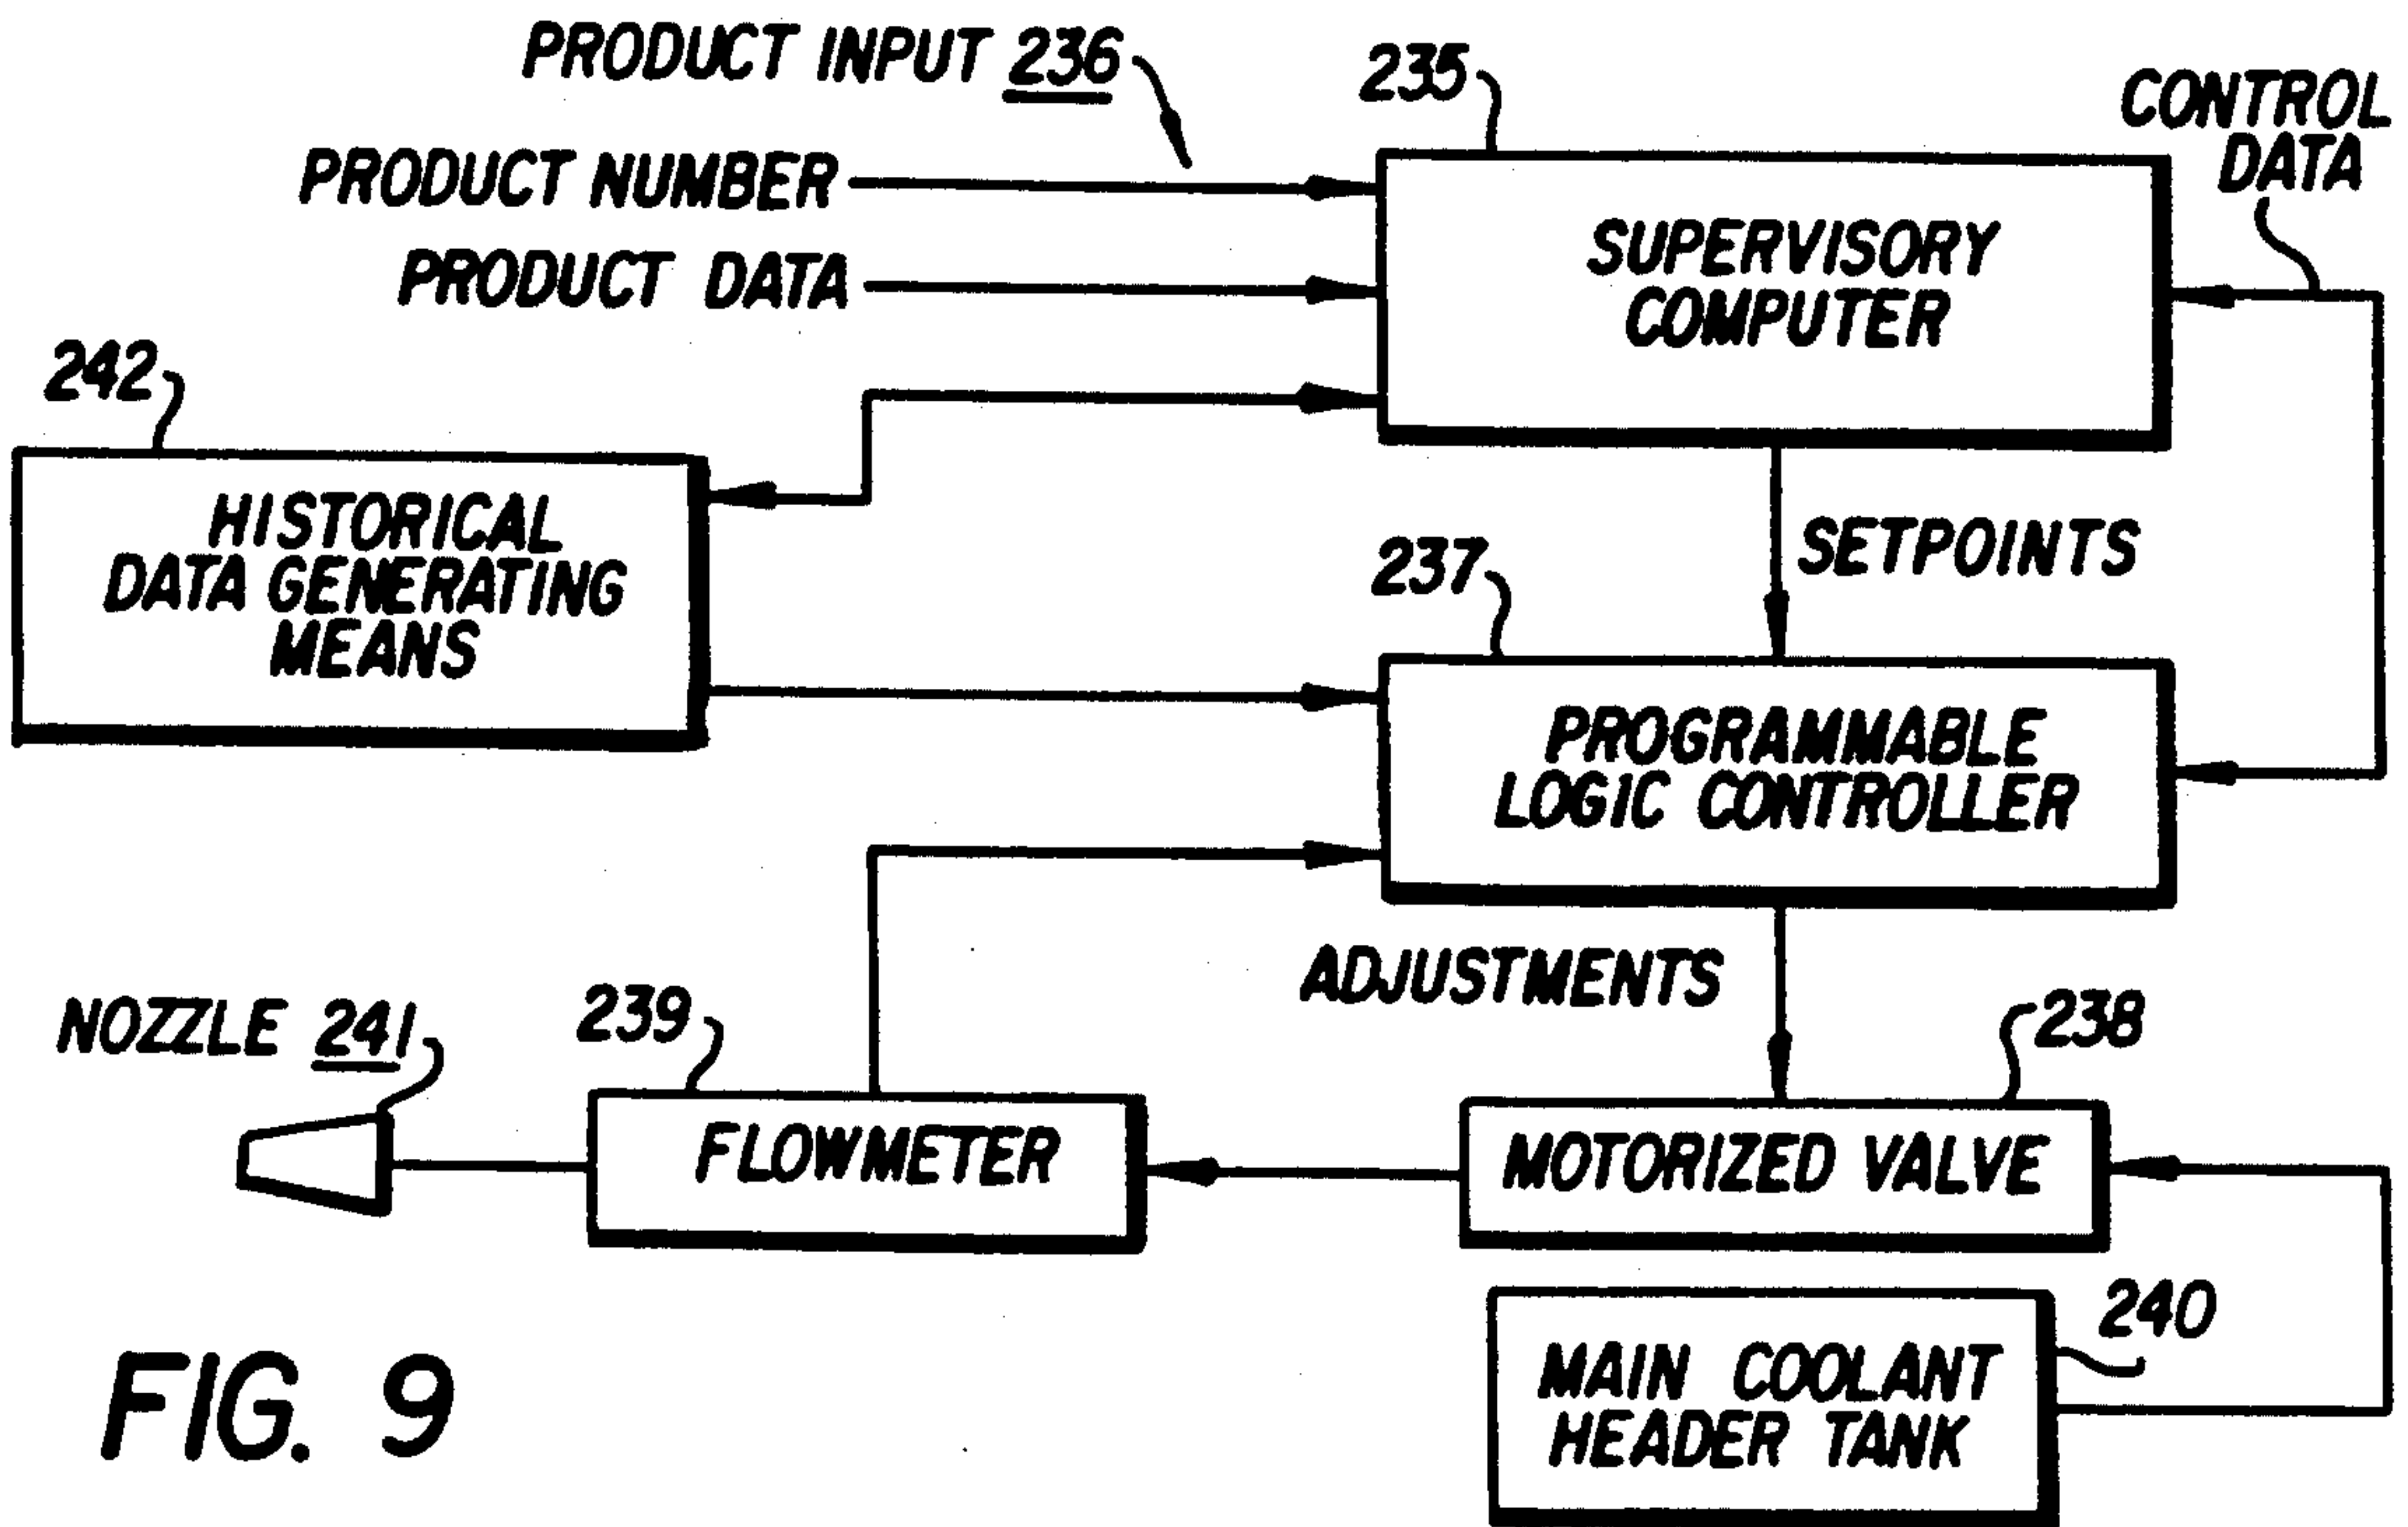 PRODUCT INPUT 236
235
CONTROL
DATA
PRODUCT NUMBER
PRODUCT DATA
SUPERVISORY
COMPUTER
242
HISTORICAL
DATA GENERATING
MEANS
SETPOINTS
237
PROGRAMMABLE
LOGIC CONTROLLER
ADJUSTMENTS
NOZZLE 241
239
238
FLOWMETER
MOTORIZED VALVE
240
MAIN COOLANT
HEADER TANK
FIG. 9